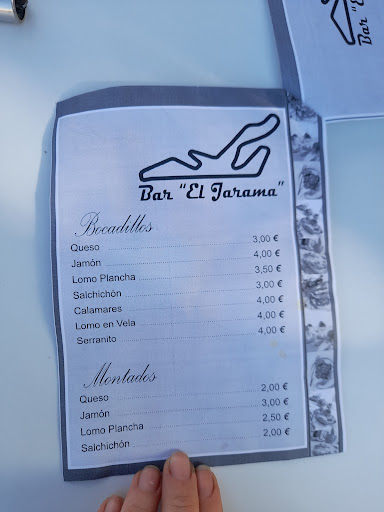 Bar "E
Bar "El Jarama"
Bocadillos
Queso 3,00 €
Jamón 4,00 €
Lomo Plancha 3,50 €
Salchichón 3,00 €
Calamares 4,00 €
Lomo en Vela 4,00 €
Serranito 4,00 €
Montados
Queso 2,00 €
Jamón 3,00 €
Lomo Plancha 2,50 €
Salchichón 2,00 €